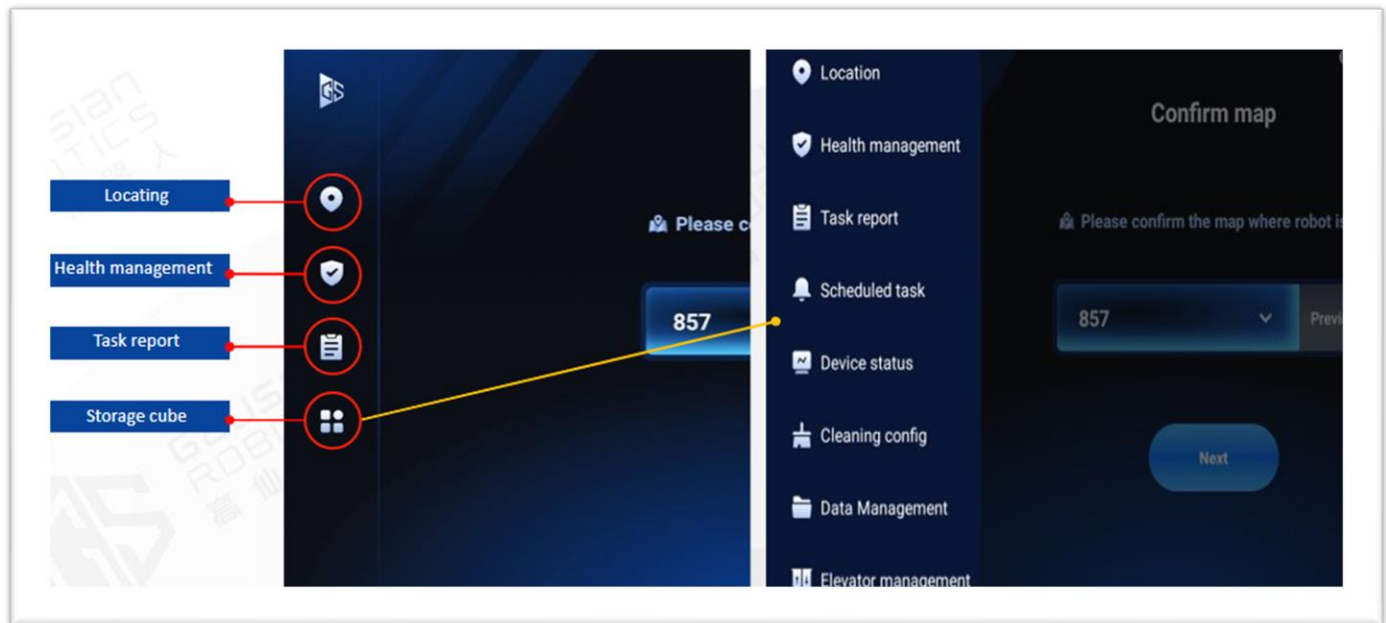 GS
Locating
Health management
Task report
Storage cube
Please c
857
Location
Health management
Task report
Scheduled task
Device status
Cleaning config
Data Management
Elevator management
Confirm map
Please confirm the map where robot is
857
Previ
Next